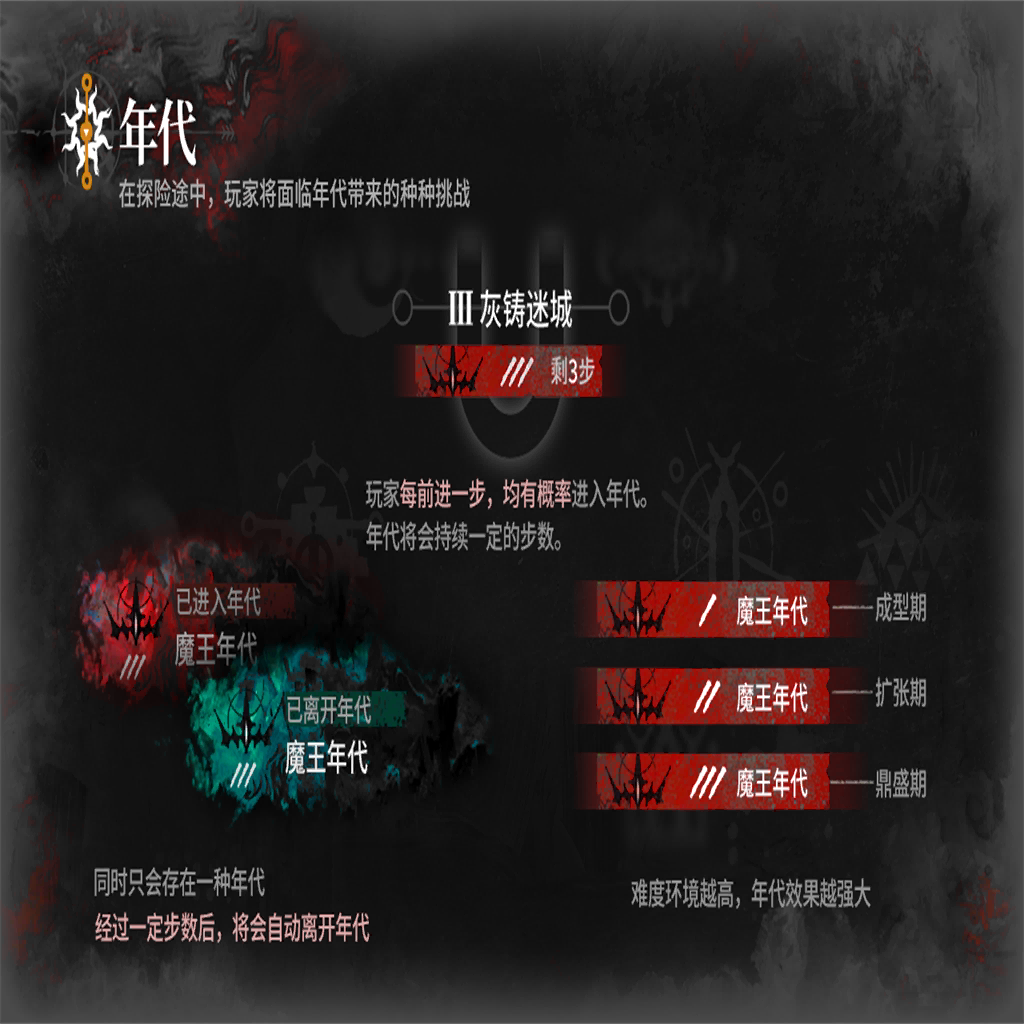 年代
在探险途中，玩家将面临年代带来的种种挑战
III 灰铸迷城
剩3步
玩家每前进一步，均有概率进入年代。
年代将会持续一定的步数。
已进入年代
魔王年代
已离开年代
魔王年代
魔王年代 成型期
魔王年代 扩张期
魔王年代 鼎盛期
同时只会存在一种年代
经过一定步数后，将会自动离开年代
难度环境越高，年代效果越强大